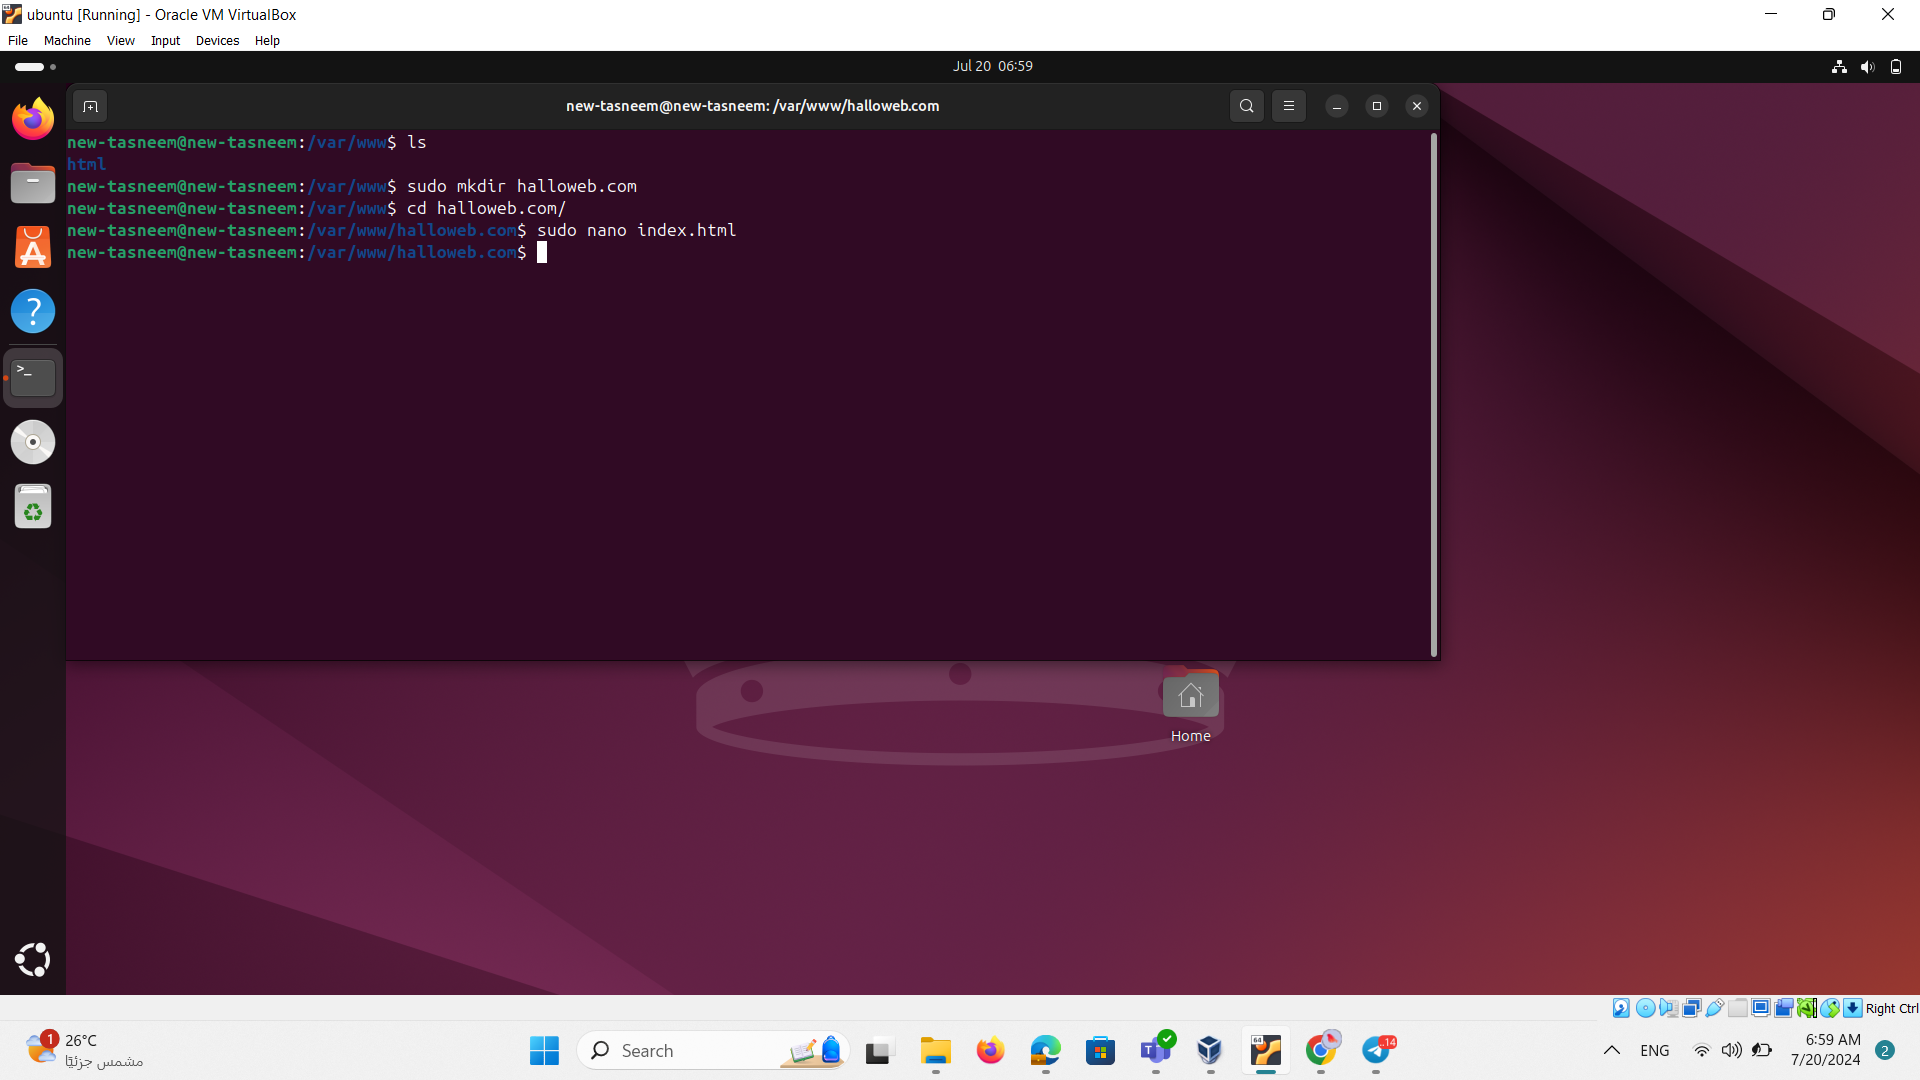 ubuntu [Running] - Oracle VM VirtualBox
File Machine View Input Devices Help
Jul 20 06:59
new-tasneem@new-tasneem: /var/www/halloweb.com
new-tasneem@new-tasneem:/var/www$ ls
html
new-tasneem@new-tasneem:/var/www$ sudo mkdir halloweb.com
new-tasneem@new-tasneem:/var/www$ cd halloweb.com/
new-tasneem@new-tasneem:/var/www/halloweb.com$ sudo nano index.html
new-tasneem@new-tasneem:/var/www/halloweb.com$
Home
Right Ctrl
1
26°C
مشمس جزئيًا
Search
64
..14
ENG
6:59 AM
7/20/2024
2